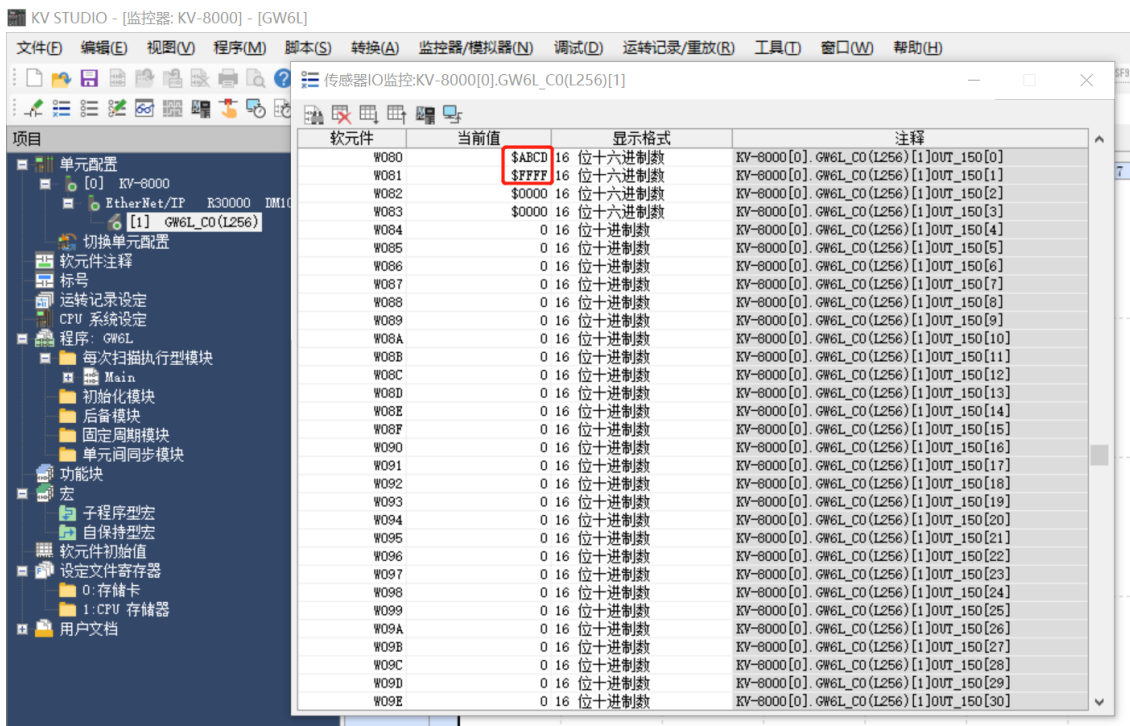 KV STUDIO - [监控器: KV-8000] - [GW6L]
文件(F) 编辑(E) 视图(V) 程序(M) 脚本(S) 转换(A) 监控器/模拟器(N) 调试(D) 运转记录/重放(R) 工具(T) 窗口(W) 帮助(H)
传感器IO监控:KV-8000[0].GW6L_C0(L256)[1]
项目
单元配置
[0] KV-8000
EtherNet/IP R30000 DM10
[1] GW6L_C0(L256)
切换单元配置
软元件注释
标号
运转记录设定
CPU 系统设定
程序: GW6L
每次扫描执行型模块
Main
初始化模块
后备模块
固定周期模块
单元间同步模块
功能块
宏
子程序型宏
自保持型宏
软元件初始值
设定文件寄存器
0:存储卡
1:CPU 存储器
用户文档
软元件 当前值 显示格式 注释
W080 $ABCD 16 位十六进制数 KV-8000[0].GW6L_C0(L256)[1]OUT_150[0]
W081 $FFFF 16 位十六进制数 KV-8000[0].GW6L_C0(L256)[1]OUT_150[1]
W082 $0000 16 位十六进制数 KV-8000[0].GW6L_C0(L256)[1]OUT_150[2]
W083 $0000 16 位十六进制数 KV-8000[0].GW6L_C0(L256)[1]OUT_150[3]
W084 0 16 位十进制数 KV-8000[0].GW6L_C0(L256)[1]OUT_150[4]
W085 0 16 位十进制数 KV-8000[0].GW6L_C0(L256)[1]OUT_150[5]
W086 0 16 位十进制数 KV-8000[0].GW6L_C0(L256)[1]OUT_150[6]
W087 0 16 位十进制数 KV-8000[0].GW6L_C0(L256)[1]OUT_150[7]
W088 0 16 位十进制数 KV-8000[0].GW6L_C0(L256)[1]OUT_150[8]
W089 0 16 位十进制数 KV-8000[0].GW6L_C0(L256)[1]OUT_150[9]
W08A 0 16 位十进制数 KV-8000[0].GW6L_C0(L256)[1]OUT_150[10]
W08B 0 16 位十进制数 KV-8000[0].GW6L_C0(L256)[1]OUT_150[11]
W08C 0 16 位十进制数 KV-8000[0].GW6L_C0(L256)[1]OUT_150[12]
W08D 0 16 位十进制数 KV-8000[0].GW6L_C0(L256)[1]OUT_150[13]
W08E 0 16 位十进制数 KV-8000[0].GW6L_C0(L256)[1]OUT_150[14]
W08F 0 16 位十进制数 KV-8000[0].GW6L_C0(L256)[1]OUT_150[15]
W090 0 16 位十进制数 KV-8000[0].GW6L_C0(L256)[1]OUT_150[16]
W091 0 16 位十进制数 KV-8000[0].GW6L_C0(L256)[1]OUT_150[17]
W092 0 16 位十进制数 KV-8000[0].GW6L_C0(L256)[1]OUT_150[18]
W093 0 16 位十进制数 KV-8000[0].GW6L_C0(L256)[1]OUT_150[19]
W094 0 16 位十进制数 KV-8000[0].GW6L_C0(L256)[1]OUT_150[20]
W095 0 16 位十进制数 KV-8000[0].GW6L_C0(L256)[1]OUT_150[21]
W096 0 16 位十进制数 KV-8000[0].GW6L_C0(L256)[1]OUT_150[22]
W097 0 16 位十进制数 KV-8000[0].GW6L_C0(L256)[1]OUT_150[23]
W098 0 16 位十进制数 KV-8000[0].GW6L_C0(L256)[1]OUT_150[24]
W099 0 16 位十进制数 KV-8000[0].GW6L_C0(L256)[1]OUT_150[25]
W09A 0 16 位十进制数 KV-8000[0].GW6L_C0(L256)[1]OUT_150[26]
W09B 0 16 位十进制数 KV-8000[0].GW6L_C0(L256)[1]OUT_150[27]
W09C 0 16 位十进制数 KV-8000[0].GW6L_C0(L256)[1]OUT_150[28]
W09D 0 16 位十进制数 KV-8000[0].GW6L_C0(L256)[1]OUT_150[29]
W09E 0 16 位十进制数 KV-8000[0].GW6L_C0(L256)[1]OUT_150[30]
7